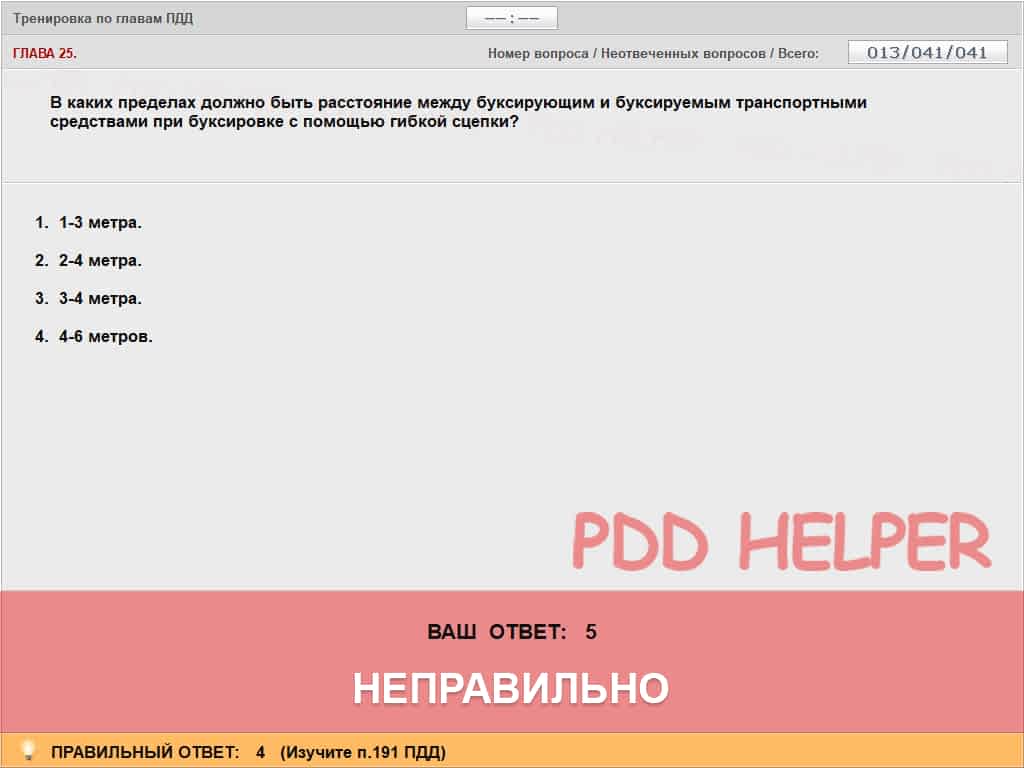 Тренировка по главам ПДД
−− : −−
ГЛАВА 25.
Номер вопроса / Неотвеченных вопросов / Всего:
013/041/041
В каких пределах должно быть расстояние между буксирующим и буксируемым транспортными
средствами при буксировке с помощью гибкой сцепки?
1. 1-3 метра.
2. 2-4 метра.
3. 3-4 метра.
4. 4-6 метров.
PDD HELPER
ВАШ ОТВЕТ: 5
НЕПРАВИЛЬНО
ПРАВИЛЬНЫЙ ОТВЕТ: 4 (Изучите п.191 ПДД)